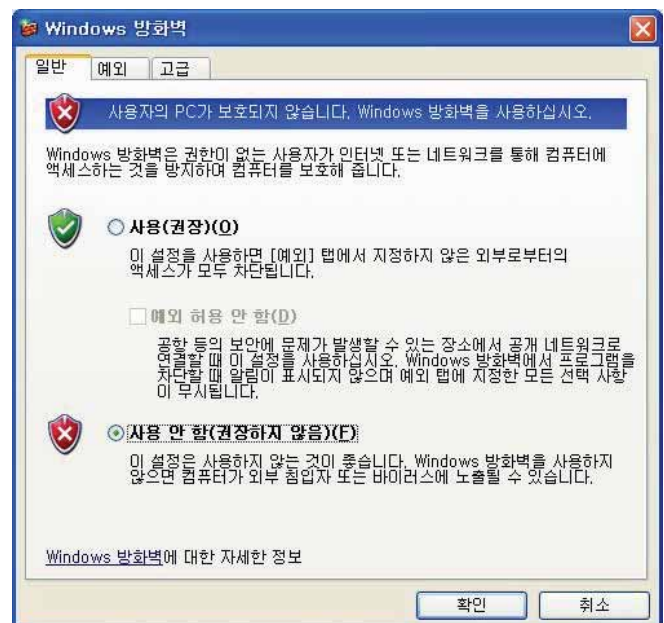 Windows 방화벽
일반 예외 고급
사용자의 PC가 보호되지 않습니다. Windows 방화벽을 사용하십시오.
Windows 방화벽은 권한이 없는 사용자가 인터넷 또는 네트워크를 통해 컴퓨터에
액세스하는 것을 방지하여 컴퓨터를 보호해 줍니다.
사용(권장)(O)
이 설정을 사용하면 [예외] 탭에서 지정하지 않은 외부로부터의
액세스가 모두 차단됩니다.
예외 허용 안 함(D)
공항 등의 보안에 문제가 발생할 수 있는 장소에서 공개 네트워크로
연결할 때 이 설정을 사용하십시오. Windows 방화벽에서 프로그램을
차단할 때 알림이 표시되지 않으며 예외 탭에 지정한 모든 선택 사항
이 무시됩니다.
사용 안 함(권장하지 않음)(F)
이 설정은 사용하지 않는 것이 좋습니다. Windows 방화벽을 사용하지
않으면 컴퓨터가 외부 침입자 또는 바이러스에 노출될 수 있습니다.
Windows 방화벽에 대한 자세한 정보
확인 취소